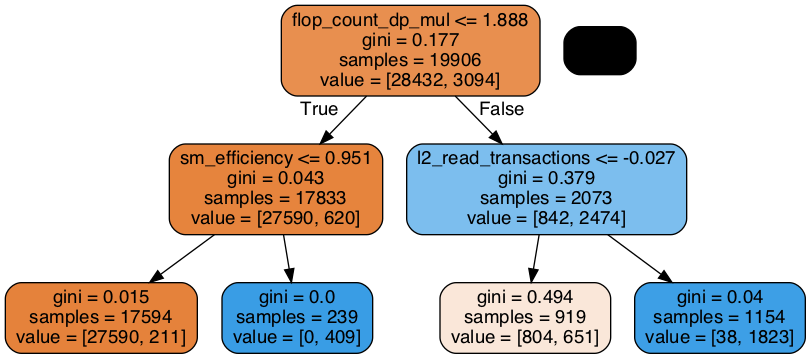 flop_count_dp_mul <= 1.888
gini = 0.177
samples = 19906
value = [28432, 3094]
True
False
sm_efficiency <= 0.951
gini = 0.043
samples = 17833
value = [27590, 620]
l2_read_transactions <= -0.027
gini = 0.379
samples = 2073
value = [842, 2474]
gini = 0.015
samples = 17594
value = [27590, 211]
gini = 0.0
samples = 239
value = [0, 409]
gini = 0.494
samples = 919
value = [804, 651]
gini = 0.04
samples = 1154
value = [38, 1823]